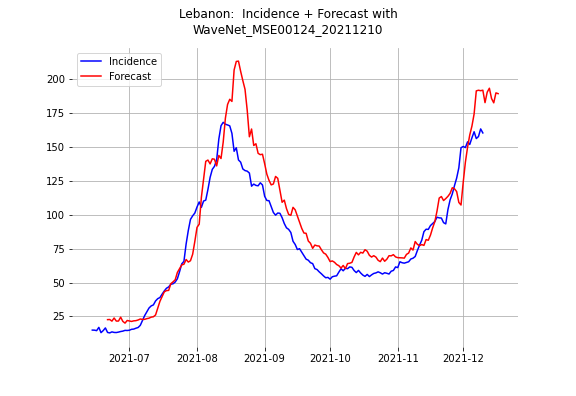 Lebanon:  Incidence + Forecast with
WaveNet_MSE00124_20211210
Incidence
Forecast
200
175
150
125
100
75
50
25
2021-07 2021-08 2021-09 2021-10 2021-11 2021-12